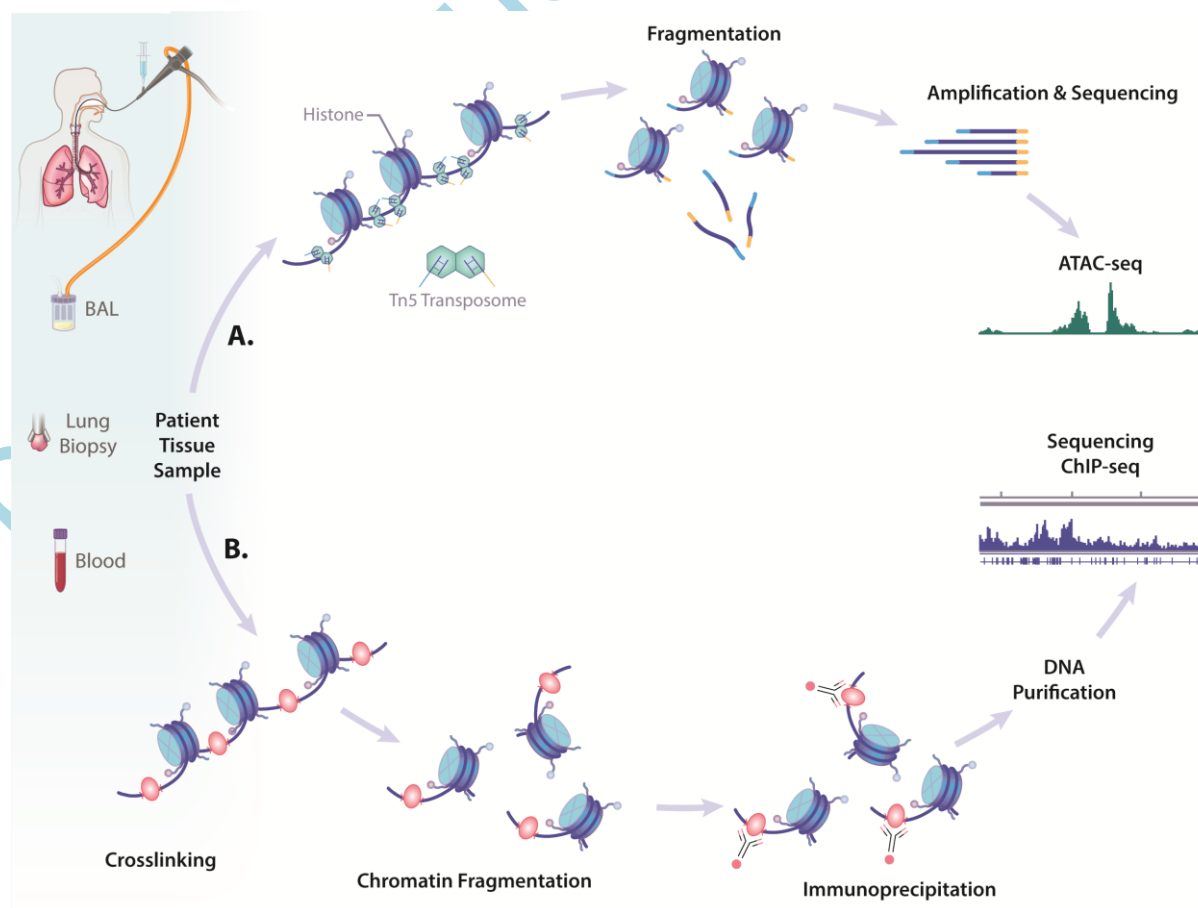 Fragmentation
Amplification & Sequencing
Histone
Tn5 Transposome
ATAC-seq
BAL
A.
Lung
Biopsy
Patient
Tissue
Sample
Sequencing
ChIP-seq
B.
Blood
DNA
Purification
Crosslinking
Chromatin Fragmentation
Immunoprecipitation